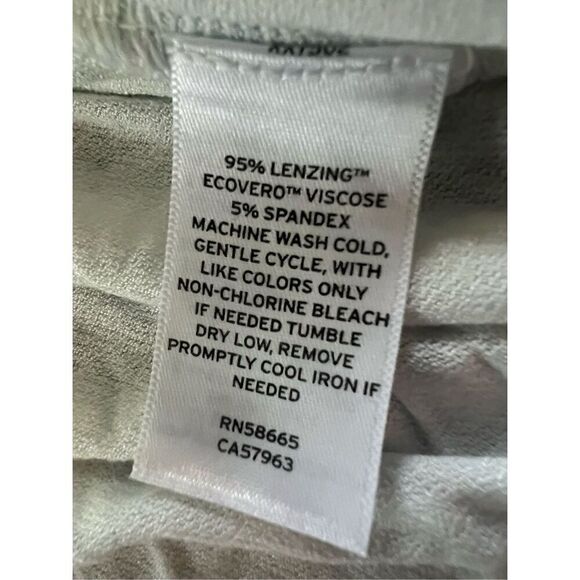 95% LENZING™
ECOVERO™ VISCOSE
5% SPANDEX
MACHINE WASH COLD,
GENTLE CYCLE, WITH
LIKE COLORS ONLY
NON-CHLORINE BLEACH
IF NEEDED TUMBLE
DRY LOW, REMOVE
PROMPTLY COOL IRON IF
NEEDED
RN58665
CA57963